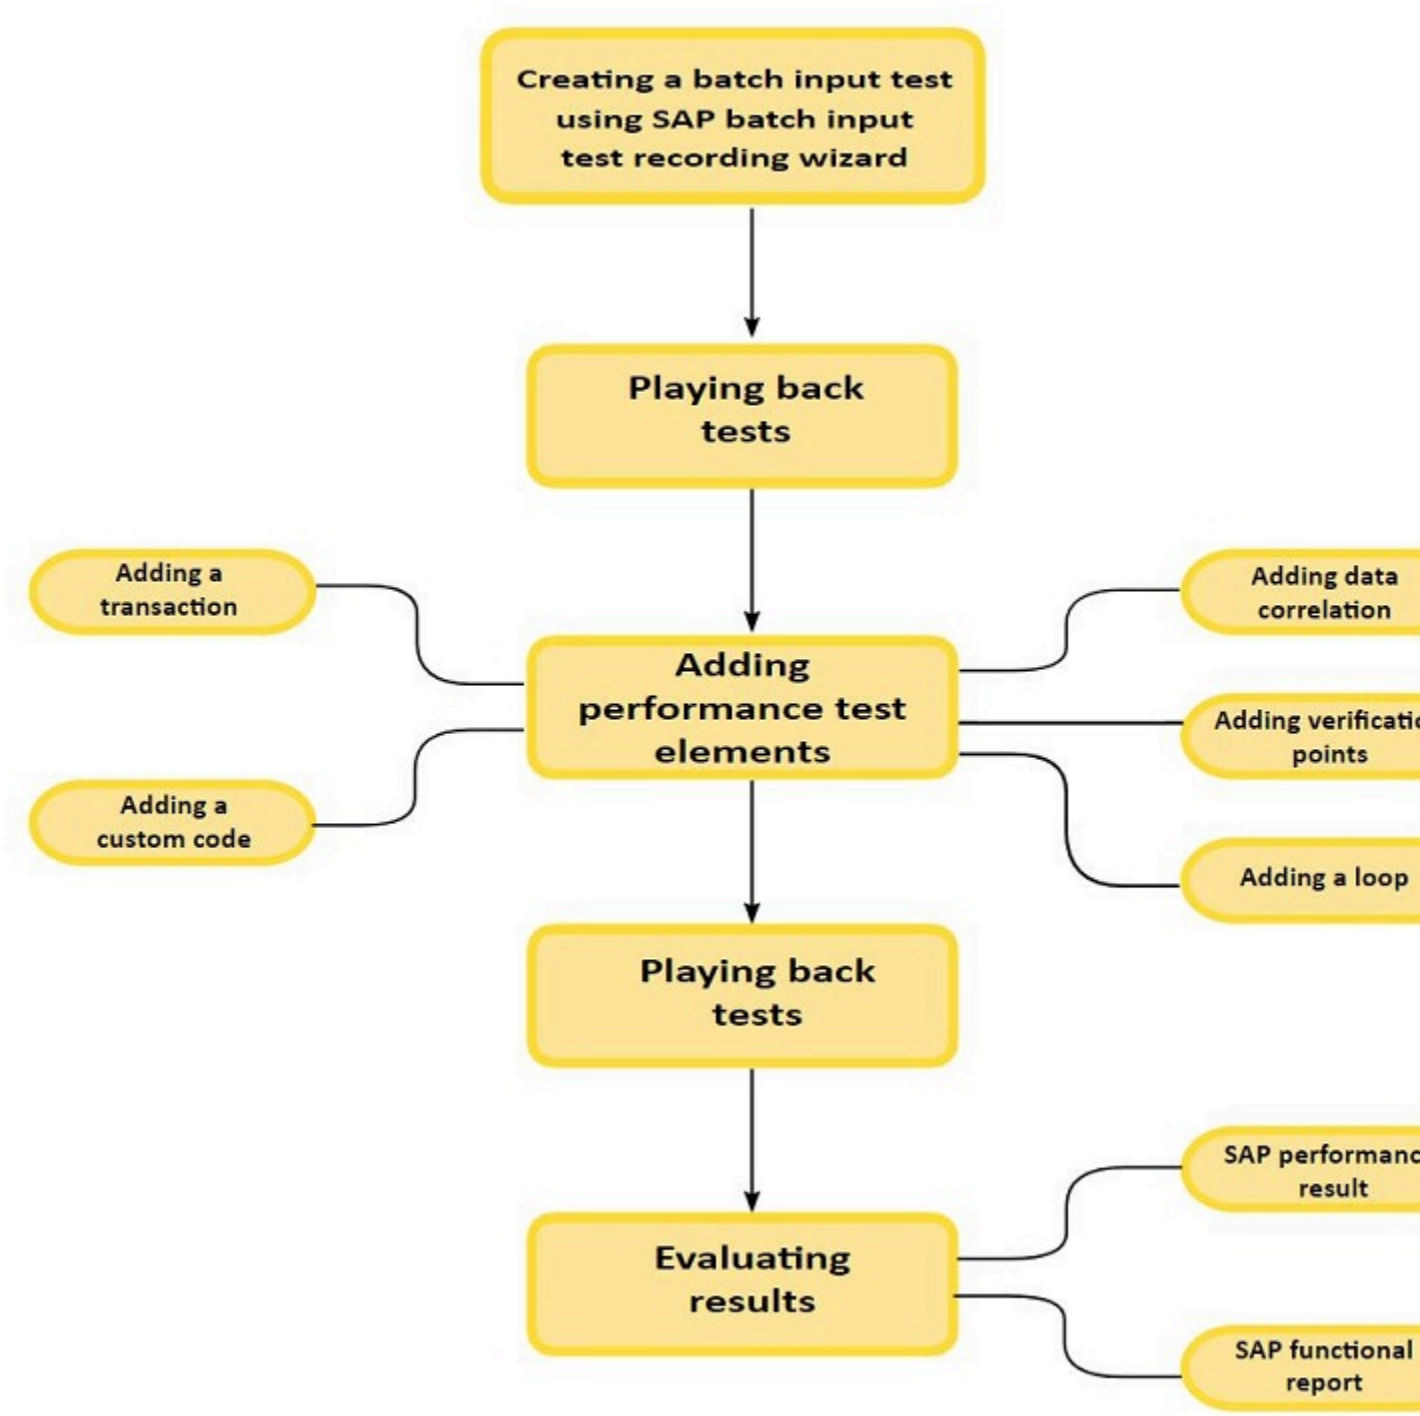 Creating a batch input test
using SAP batch input
test recording wizard
Playing back
tests
Adding a
transaction
Adding a
custom code
Adding
performance test
elements
Adding data
correlation
Adding
points
Adding a loop
Playing back
tests
Evaluating
results
SAP
result
SAP functional
report